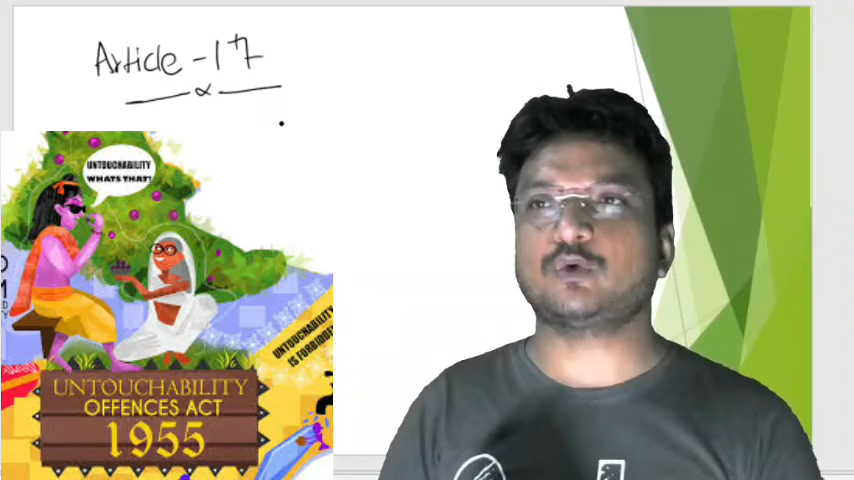 Article - 17
UNTOUCHABILITY
WHATS THAT!
UNTOUCHABILITY
IS FORBIDDEN
UNTOUCHABILITY
OFFENCES ACT
1955